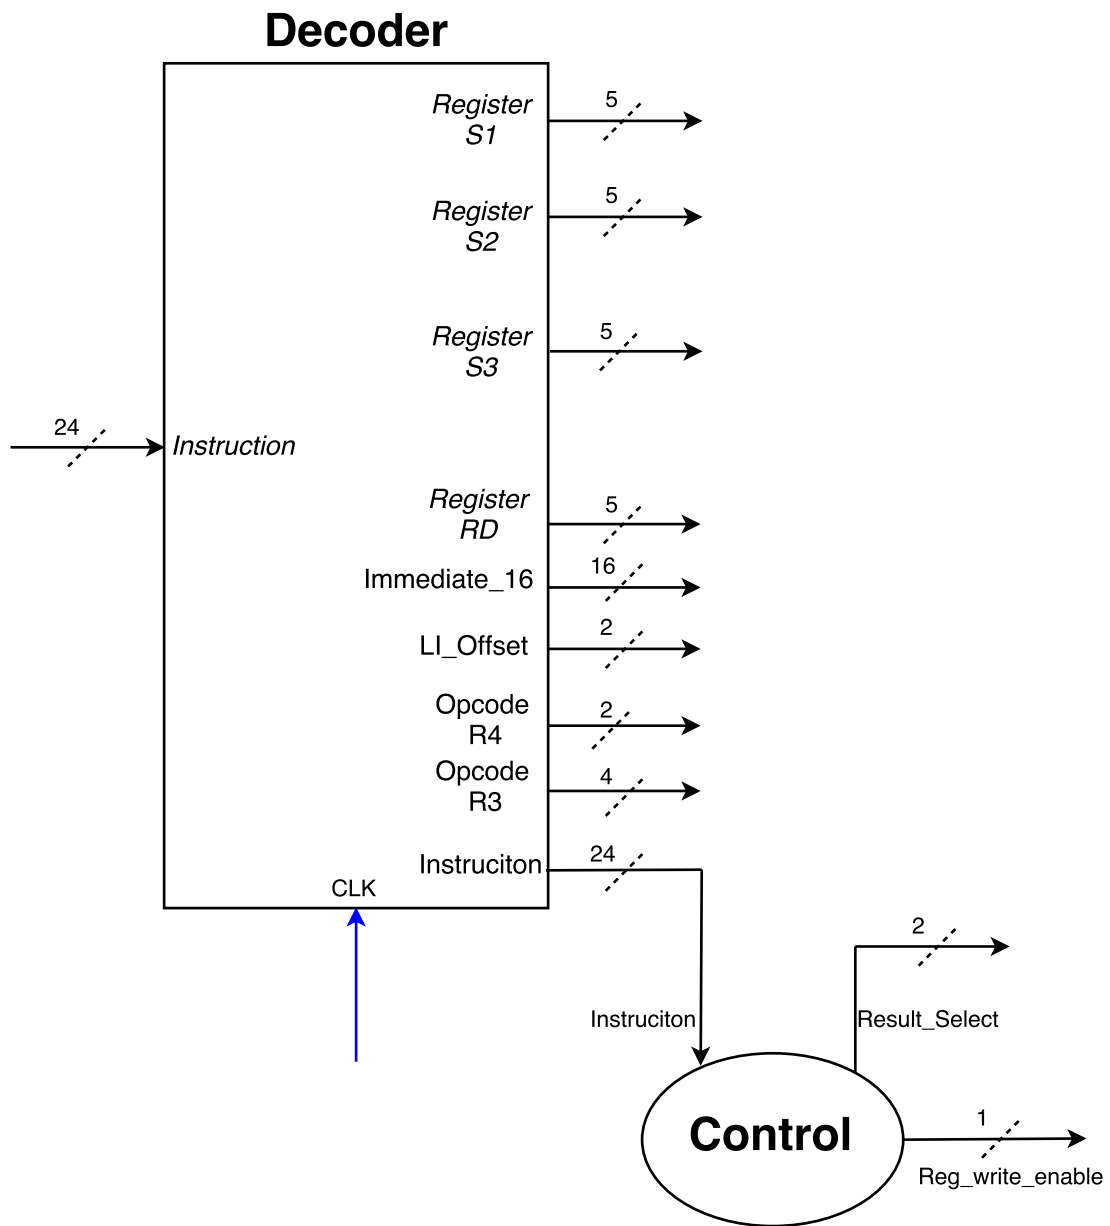 Decoder
Register
S1
5
Register
S2
5
Register
S3
5
24
Instruction
Register
RD
5
Immediate_16
16
LI_Offset
2
Opcode
R4
2
Opcode
R3
4
Instruciton
24
CLK
2
Instruciton
Result_Select
Control
1
Reg_write_enable